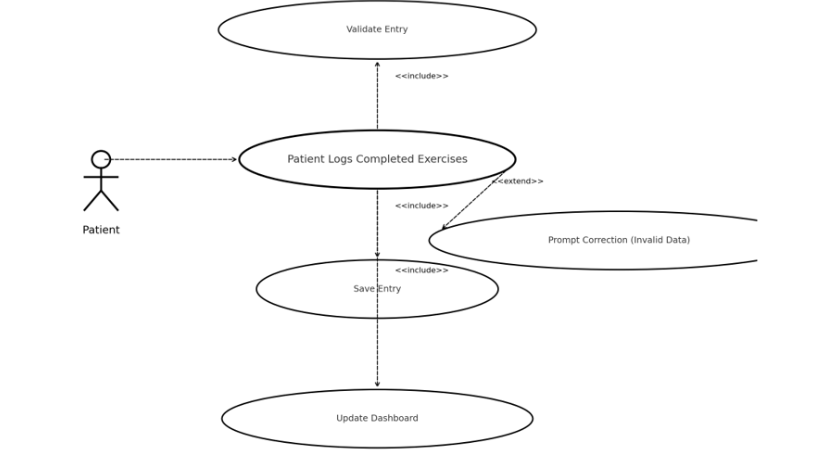 Validate Entry
<<include>>
Patient Logs Completed Exercises
<<extend>>
<<include>>
Patient
Prompt Correction (Invalid Data)
<<include>>
Save Entry
Update Dashboard